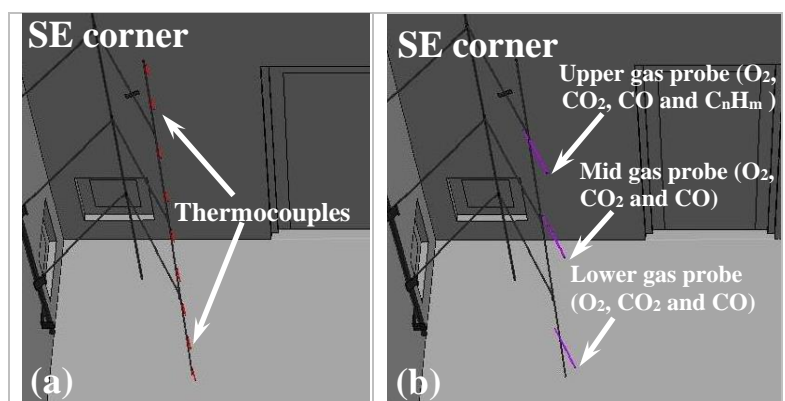 SE corner
Thermocouples
(a)
SE corner
Upper gas probe (O₂,
CO₂, CO and CₙHₘ )
Mid gas probe (O₂,
CO₂ and CO)
Lower gas probe
(O₂, CO₂ and CO)
(b)